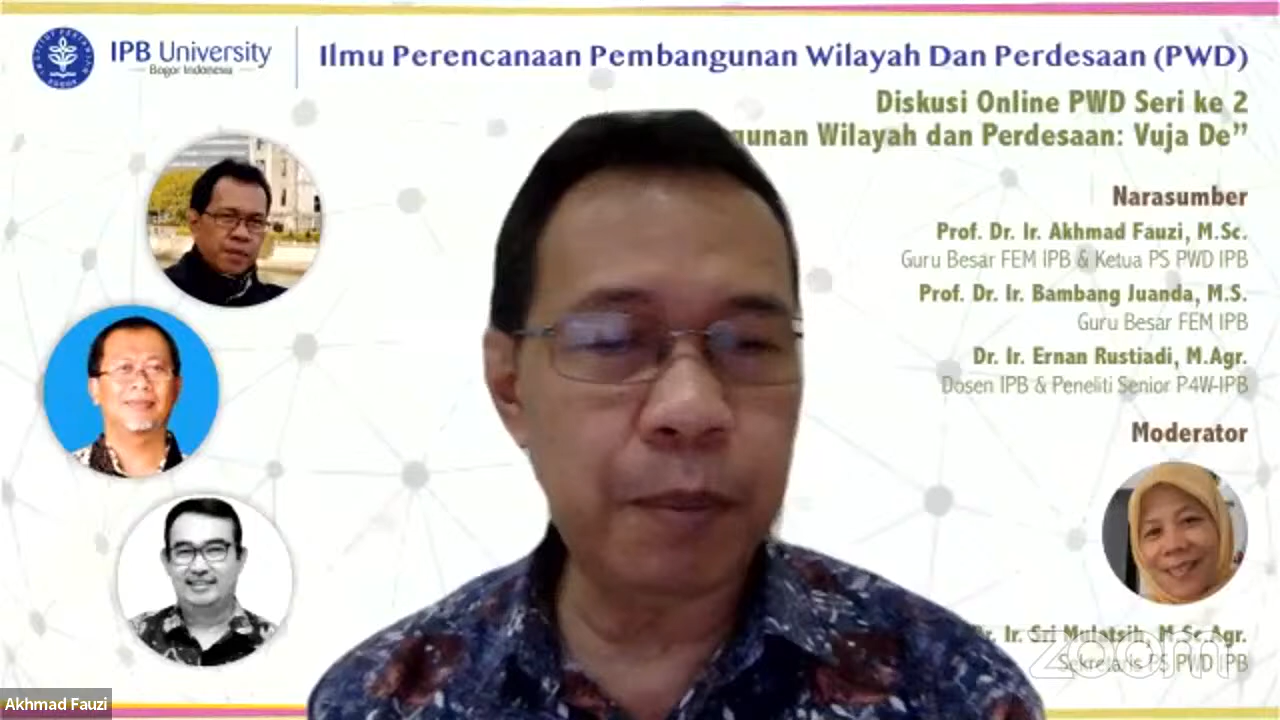 IPB University
Bogor Indonesia
Ilmu Perencanaan Pembangunan Wilayah Dan Perdesaan (PWD)
Diskusi Online PWD Seri ke 2
Wilayah dan Perdesaan: Vuja De”
Narasumber
Prof. Dr. Ir. Akhmad Fauzi, M.Sc.
Guru Besar FEM IPB & Ketua PS PWD IPB
Prof. Dr. Ir. Bambang Juanda, M.S.
Guru Besar FEM IPB
Dr. Ir. Ernan Rustiadi, M.Agr.
Dosen IPB & Peneliti Senior P4W-IPB
Moderator
Ir. Sri Mulatsih, M.Sc.Agr.
Sekretaris PS PWD IPB
zoom
Akhmad Fauzi